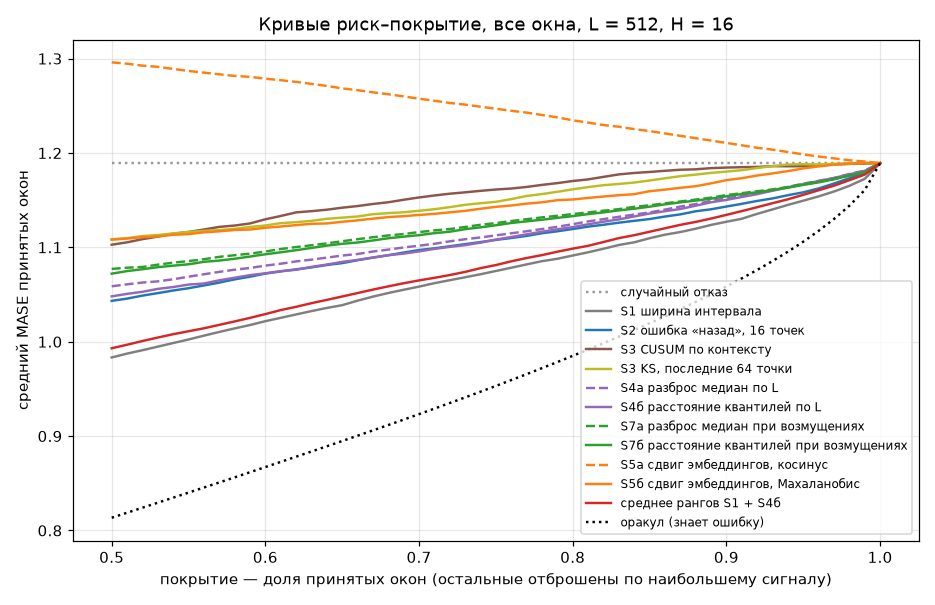 Кривые риск–покрытие, все окна, L = 512, H = 16
средний MASE принятых окон
1.3
1.2
1.1
1.0
0.9
0.8
случайный отказ
S1 ширина интервала
S2 ошибка «назад», 16 точек
S3 CUSUM по контексту
S3 KS, последние 64 точки
S4а разброс медиан по L
S4б расстояние квантилей по L
S7а разброс медиан при возмущениях
S7б расстояние квантилей при возмущениях
S5а сдвиг эмбеддингов, косинус
S5б сдвиг эмбеддингов, Махаланобис
среднее рангов S1 + S4б
оракул (знает ошибку)
0.5 0.6 0.7 0.8 0.9 1.0
покрытие — доля принятых окон (остальные отброшены по наибольшему сигналу)